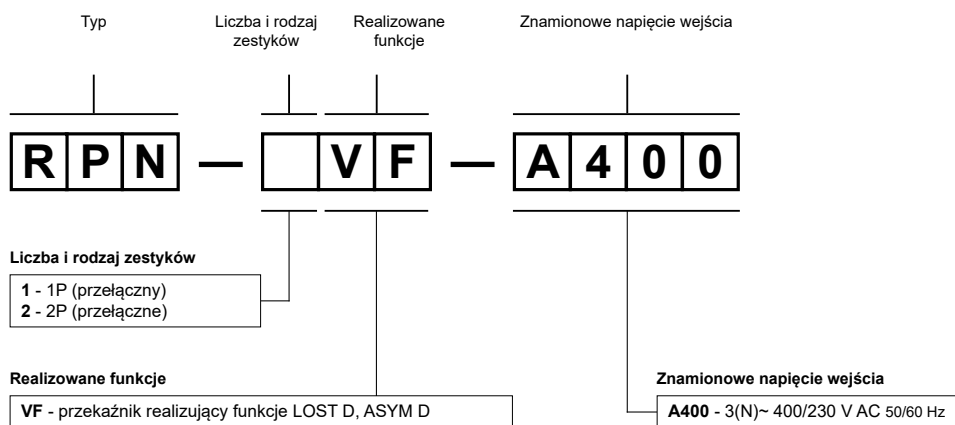 Typ
Liczba i rodzaj
zestyków
Realizowane
funkcje
Znamionowe napięcie wejścia
R P N — V F — A 4 0 0
Liczba i rodzaj zestyków
1 - 1P (przełączny)
2 - 2P (przełączne)
Realizowane funkcje
VF - przekaźnik realizujący funkcje LOST D, ASYM D
Znamionowe napięcie wejścia
A400 - 3(N)~ 400/230 V AC 50/60 Hz